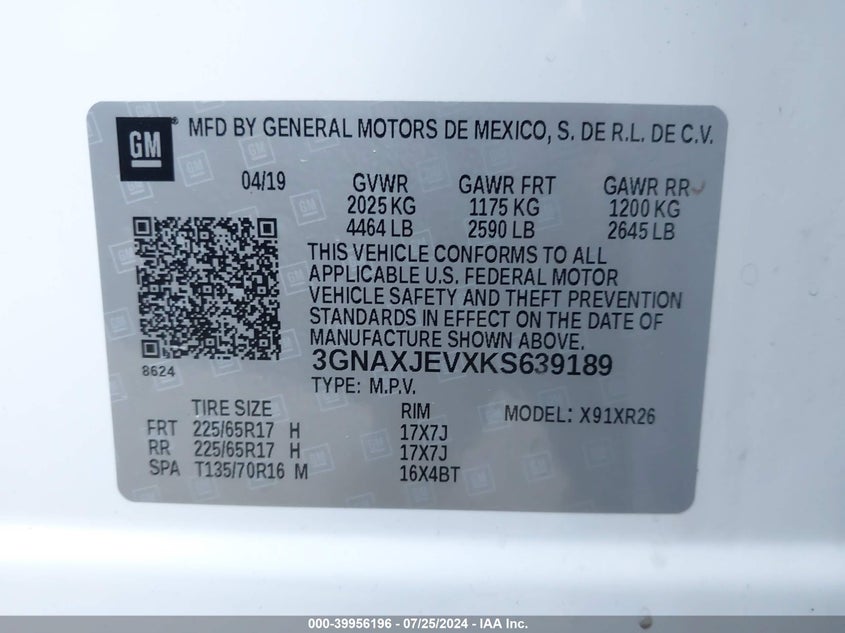 GM ® MFD BY GENERAL MOTORS DE MEXICO, S. DE R.L. DE C.V.
04/19 GVWR GAWR FRT GAWR RR
2025 KG 1175 KG 1200 KG
4464 LB 2590 LB 2645 LB
THIS VEHICLE CONFORMS TO ALL
APPLICABLE U.S. FEDERAL MOTOR
VEHICLE SAFETY AND THEFT PREVENTION
STANDARDS IN EFFECT ON THE DATE OF
MANUFACTURE SHOWN ABOVE.
8624 3GNAXJEVXKS639189
TYPE: M.P.V.
TIRE SIZE RIM MODEL: X91XR26
FRT 225/65R17 H 17X7J
RR 225/65R17 H 17X7J
SPA T135/70R16 M 16X4BT
000-39956196 - 07/25/2024 - IAA Inc.